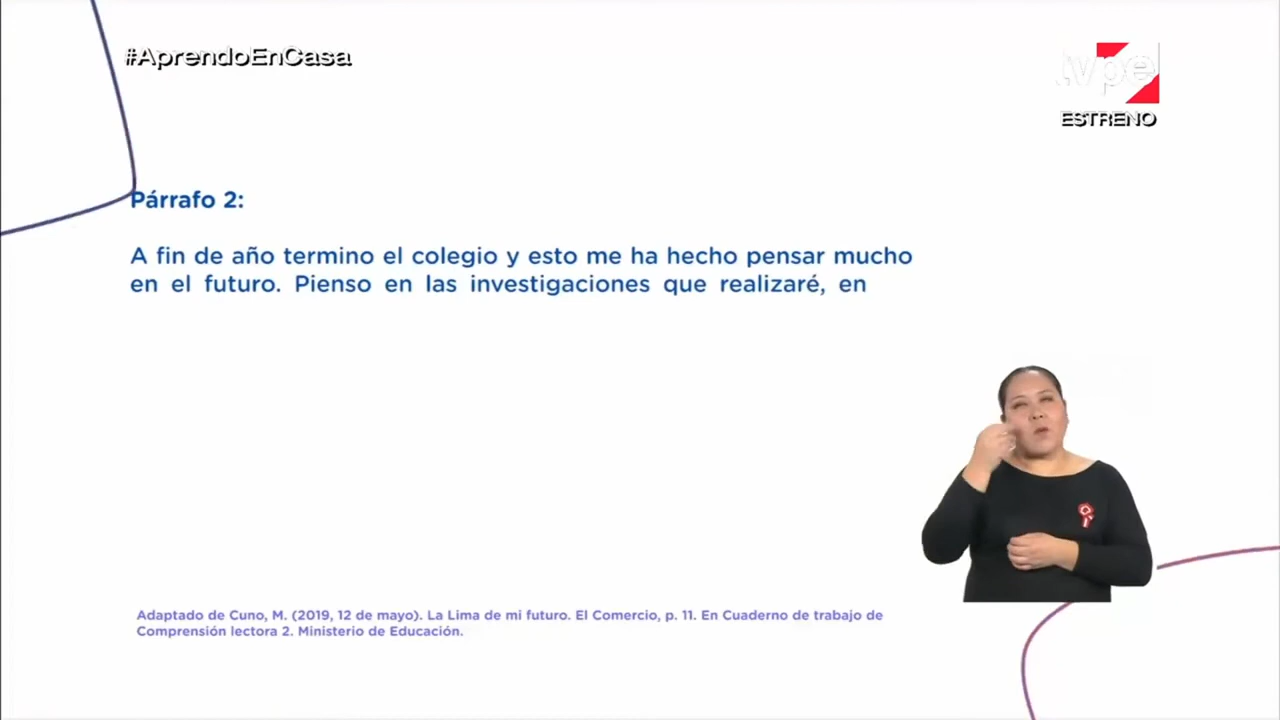 #AprendoEnCasa
tvpe
ESTRENO
Párrafo 2:
A fin de año termino el colegio y esto me ha hecho pensar mucho
en el futuro. Pienso en las investigaciones que realizaré, en
Adaptado de Cuno, M. (2019, 12 de mayo). La Lima de mi futuro. El Comercio, p. 11. En Cuaderno de trabajo de
Comprensión lectora 2. Ministerio de Educación.